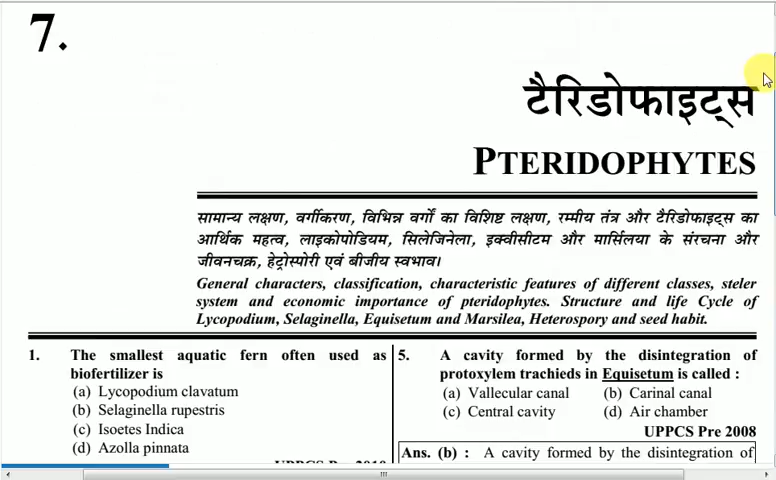 7.
टैरिडोफाइट्स
PTERIDOPHYTES
सामान्य लक्षण, वर्गीकरण, विभिन्न वर्गों का विशिष्ट लक्षण, रम्भीय तंत्र और टैरिडोफाइट्स का
आर्थिक महत्व, लाइकोपोडियम, सिलेजिनेला, इक्वीसीटम और मार्सिलया के संरचना और
जीवनचक्र, हेट्रोस्पोरी एवं बीजीय स्वभाव।
General characters, classification, characteristic features of different classes, steler
system and economic importance of pteridophytes. Structure and life Cycle of
Lycopodium, Selaginella, Equisetum and Marsilea, Heterospory and seed habit.
1. The smallest aquatic fern often used as
biofertilizer is
(a) Lycopodium clavatum
(b) Selaginella rupestris
(c) Isoetes Indica
(d) Azolla pinnata
5. A cavity formed by the disintegration of
protoxylem trachieds in Equisetum is called :
(a) Vallecular canal (b) Carinal canal
(c) Central cavity (d) Air chamber
UPPCS Pre 2008
Ans. (b) : A cavity formed by the disintegration of